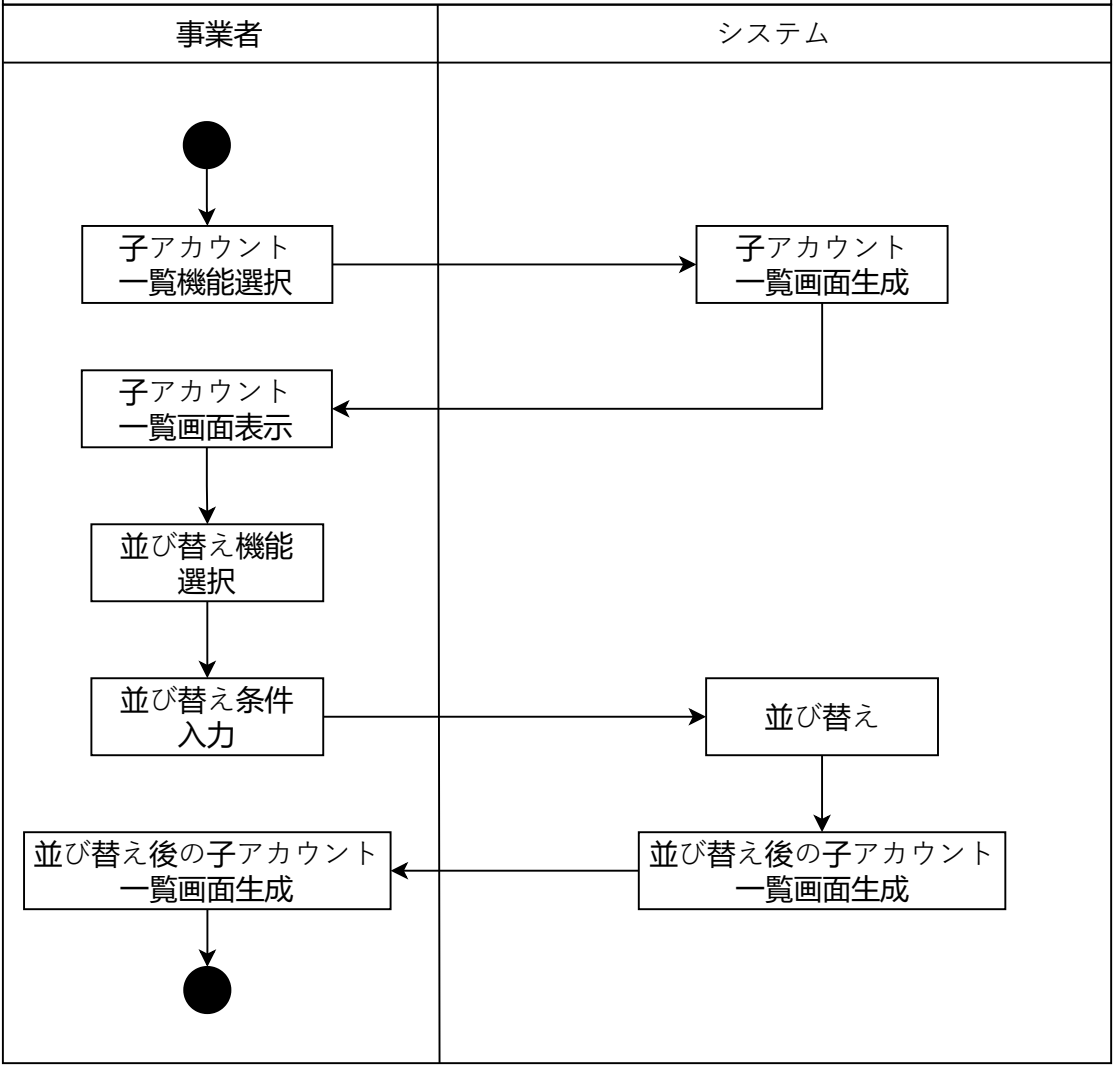 事業者
システム
子アカウント
一覧機能選択
子アカウント
一覧画面生成
子アカウント
一覧画面表示
並び替え機能
選択
並び替え条件
入力
並び替え
並び替え後の子アカウント
一覧画面生成
並び替え後の子アカウント
一覧画面生成